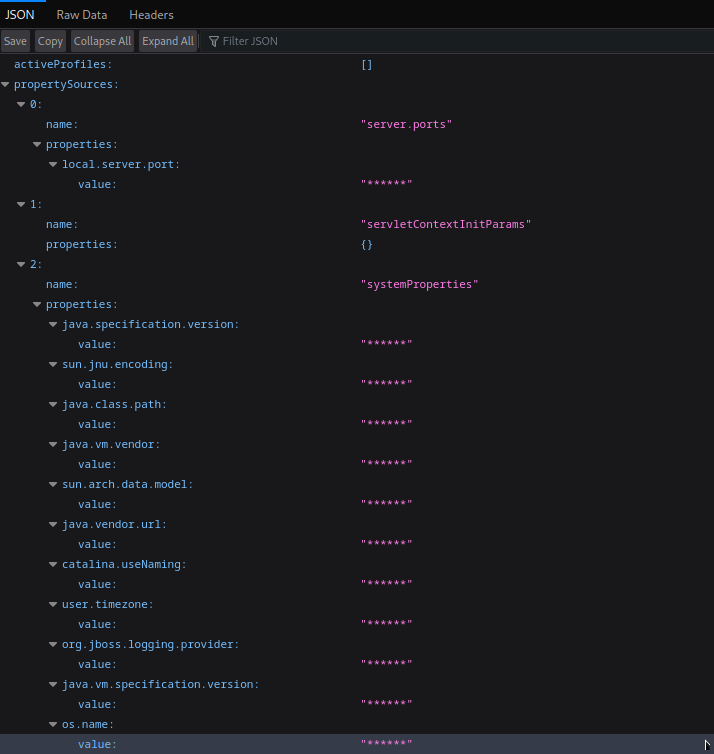 JSON Raw Data Headers
Save Copy Collapse All Expand All Filter JSON
activeProfiles: []
propertySources:
0:
name: "server.ports"
properties:
local.server.port:
value: "******"
1:
name: "servletContextInitParams"
properties: {}
2:
name: "systemProperties"
properties:
java.specification.version:
value: "******"
sun.jnu.encoding:
value: "******"
java.class.path:
value: "******"
java.vm.vendor:
value: "******"
sun.arch.data.model:
value: "******"
java.vendor.url:
value: "******"
catalina.useNaming:
value: "******"
user.timezone:
value: "******"
org.jboss.logging.provider:
value: "******"
java.vm.specification.version:
value: "******"
os.name:
value: "******"